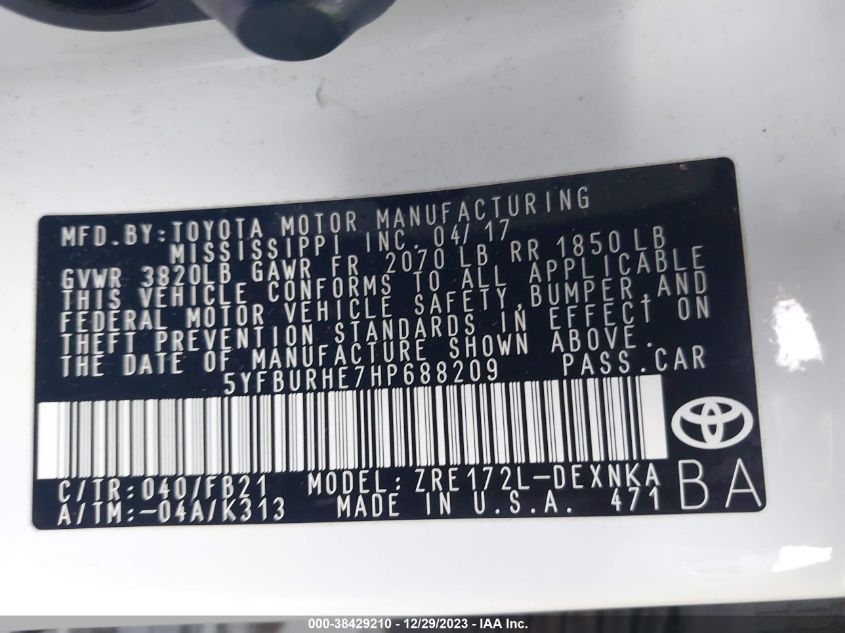 MFD.BY:TOYOTA MOTOR MANUFACTURING
MISSISSIPPI INC. 04/17
GVWR 3820LB GAWR FR 2070 LB RR 1850 LB
THIS VEHICLE CONFORMS TO ALL APPLICABLE
FEDERAL MOTOR VEHICLE SAFETY,BUMPER,AND
THEFT PREVENTION STANDARDS IN EFFECT ON
THE DATE OF MANUFACTURE SHOWN ABOVE.
5YFBURHE7HP688209 PASS.CAR
C/TR:040/FB21 MODEL:ZRE172L-DEXNKA
A/TM:-04A/K313 MADE IN U.S.A. 471
BA
000-38429210 - 12/29/2023 - IAA Inc.